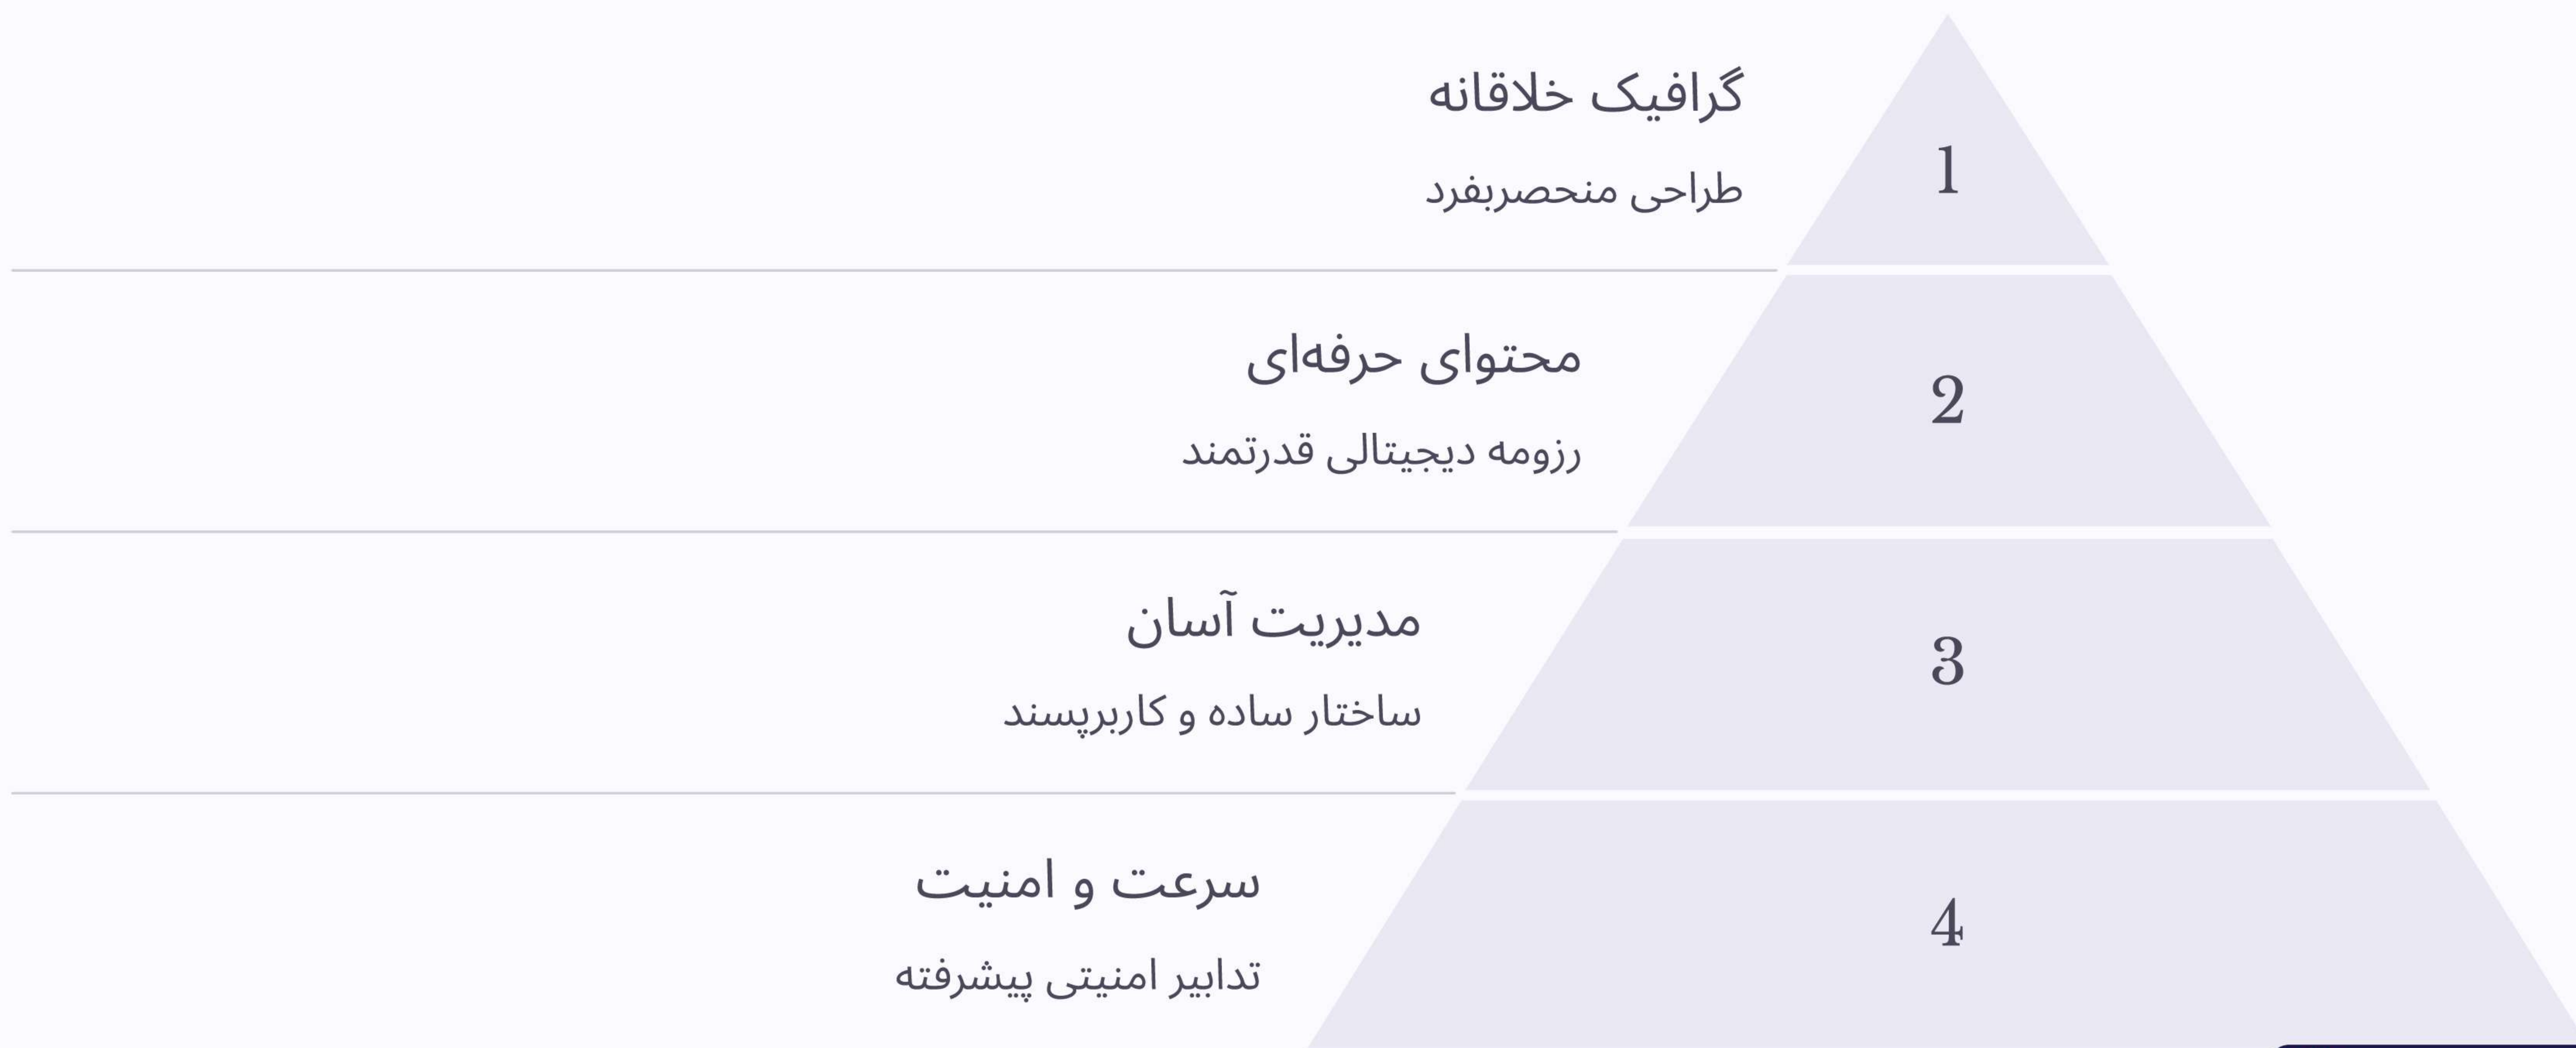 گرافیک خلاقانه
طراحی منحصربفرد
1
محتوای حرفه‌ای
رزومه دیجیتالی قدرتمند
2
مدیریت آسان
ساختار ساده و کاربرپسند
3
سرعت و امنیت
تدابیر امنیتی پیشرفته
4